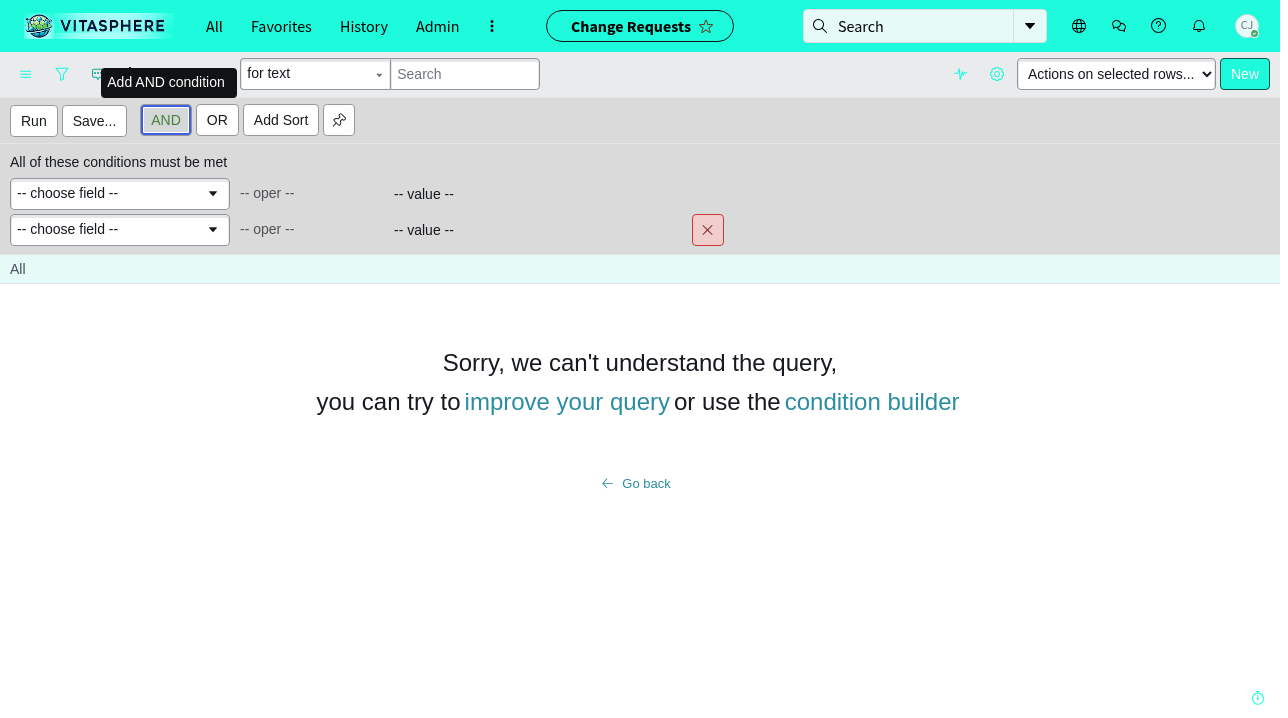 VITASPHERE All Favorites History Admin Change Requests Search CJ
Add AND condition for text Search Actions on selected rows... New
Run Save... AND OR Add Sort
All of these conditions must be met
-- choose field -- -- oper -- -- value --
-- choose field -- -- oper -- -- value --
All
Sorry, we can't understand the query,
you can try to improve your query or use the condition builder
Go back